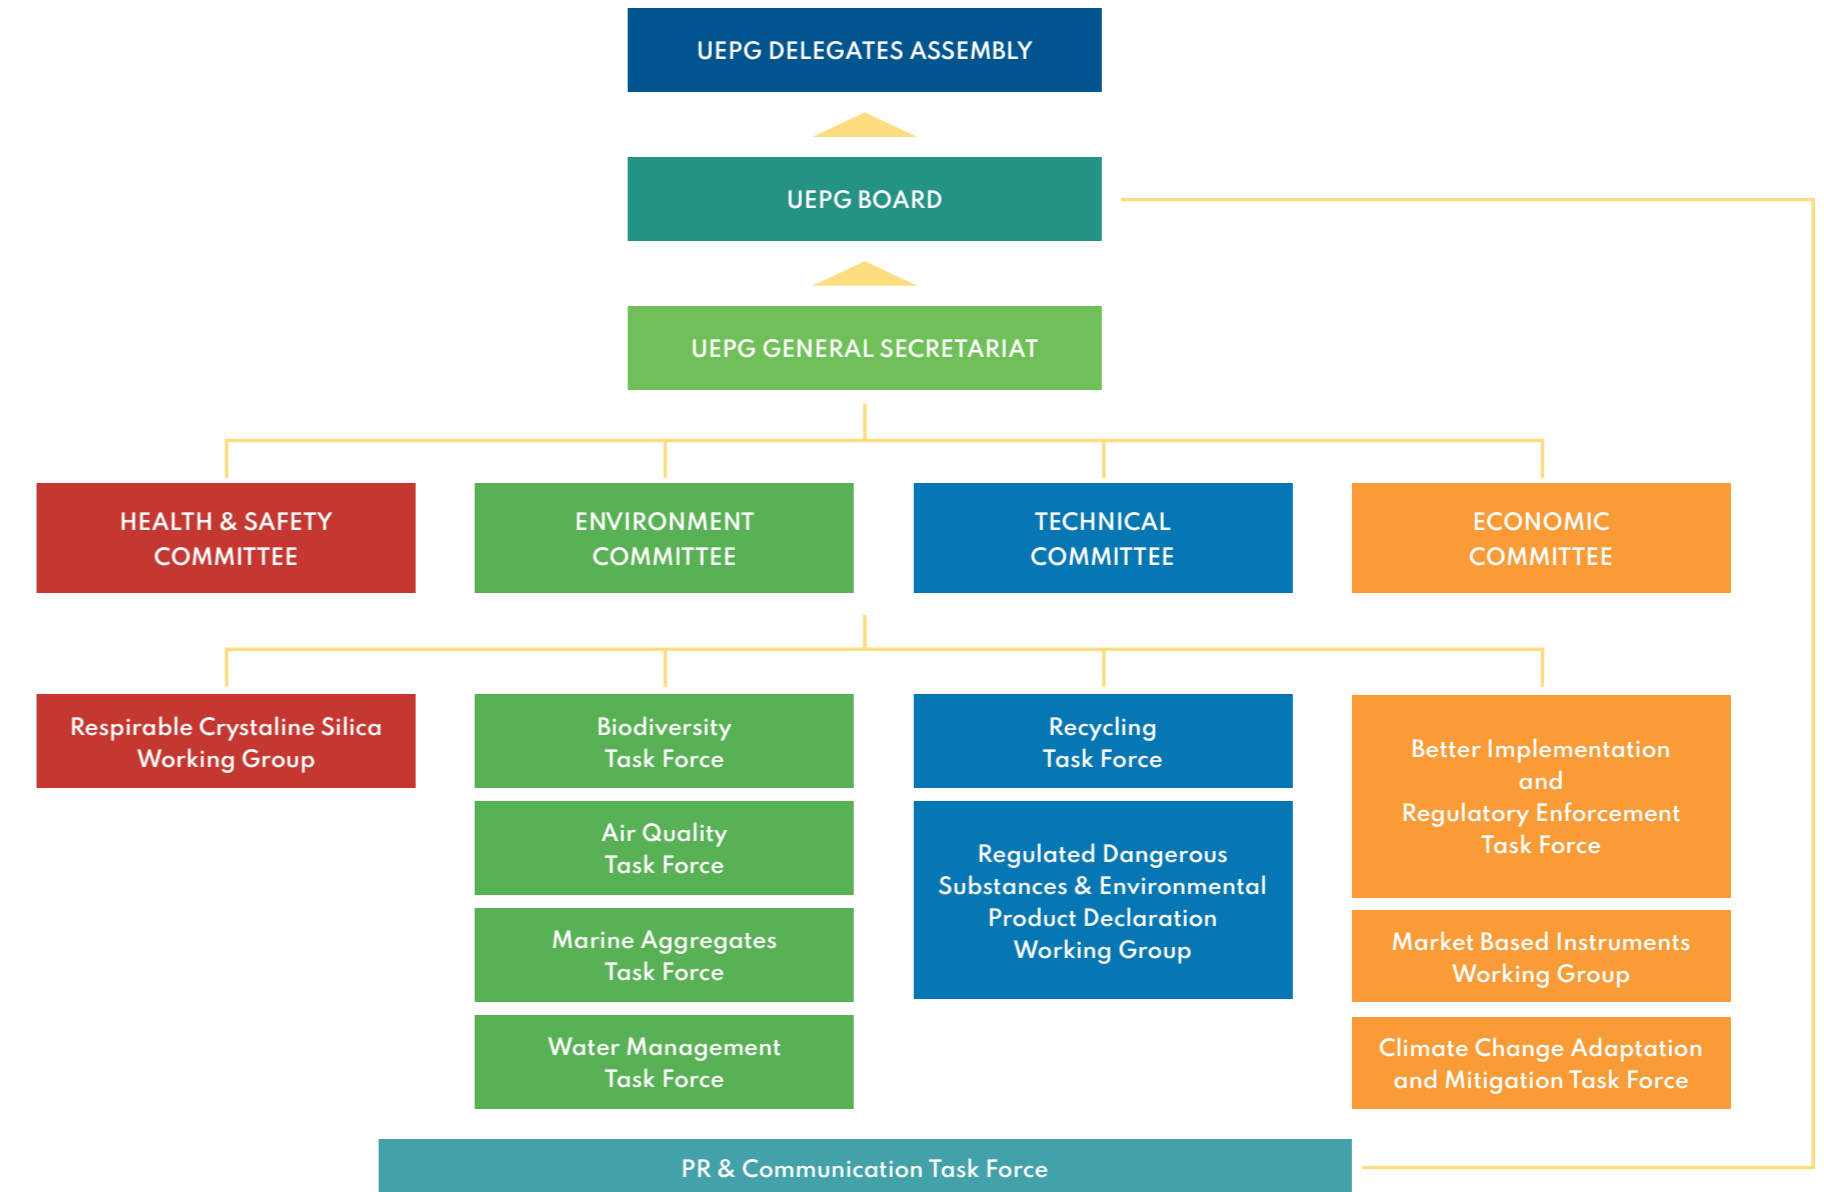 UEPG DELEGATES ASSEMBLY
UEPG BOARD
UEPG GENERAL SECRETARIAT
HEALTH & SAFETY
COMMITTEE
ENVIRONMENT
COMMITTEE
TECHNICAL
COMMITTEE
ECONOMIC
COMMITTEE
Respirable Crystaline Silica
Working Group
Biodiversity
Task Force
Air Quality
Task Force
Marine Aggregates
Task Force
Water Management
Task Force
Recycling
Task Force
Regulated Dangerous
Substances & Environmental
Product Declaration
Working Group
Better Implementation
and
Regulatory Enforcement
Task Force
Market Based Instruments
Working Group
Climate Change Adaptation
and Mitigation Task Force
PR & Communication Task Force